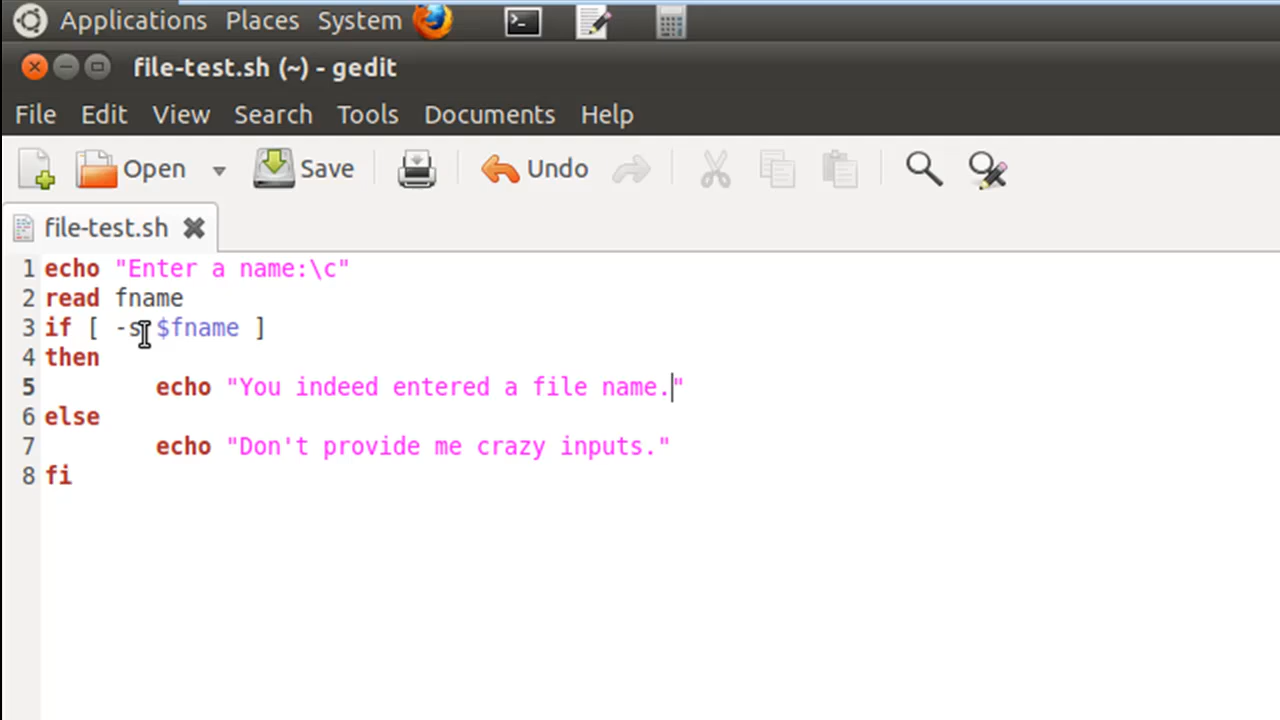 Applications Places System
file-test.sh (~) - gedit
File Edit View Search Tools Documents Help
Open Save Undo
file-test.sh
1 echo "Enter a name:\c"
2 read fname
3 if [ -s $fname ]
4 then
5 echo "You indeed entered a file name."
6 else
7 echo "Don't provide me crazy inputs."
8 fi